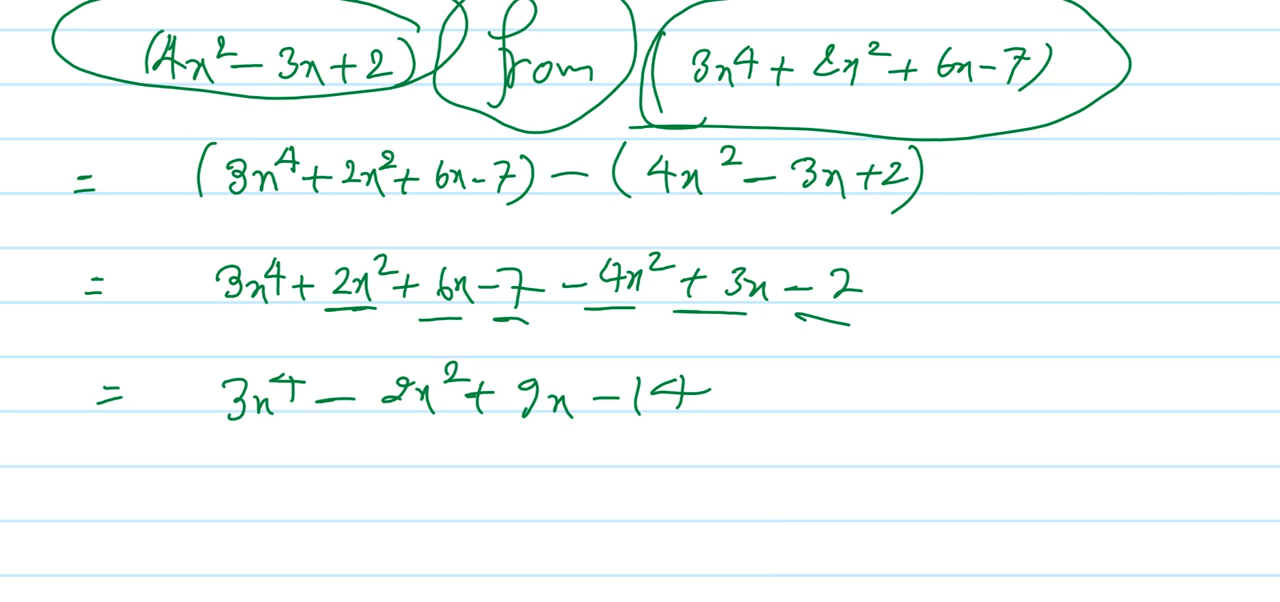 (4x² - 3x + 2) from (3x⁴ + 2x² + 6x - 7)
= (3x⁴ + 2x² + 6x - 7) - (4x² - 3x + 2)
= 3x⁴ + 2x² + 6x - 7 - 4x² + 3x - 2
= 3x⁴ - 2x² + 9x - 14